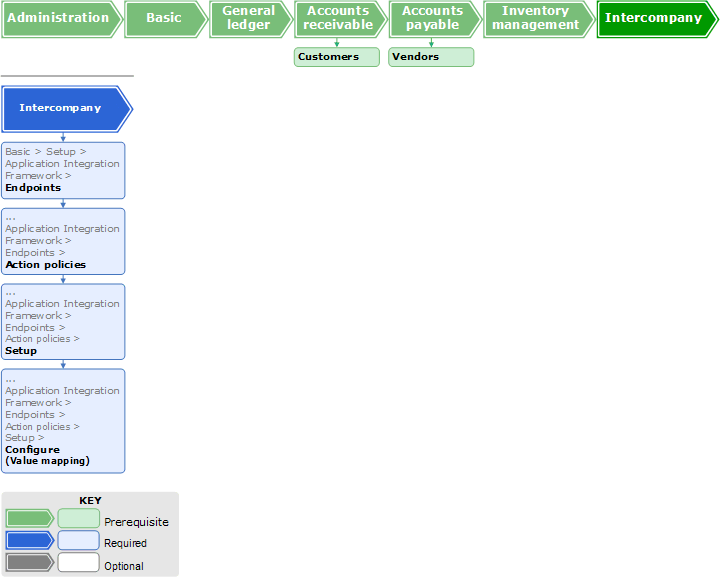 Administration
Basic
General
ledger
Accounts
receivable
Accounts
payable
Inventory
management
Intercompany
Customers
Vendors
Intercompany
Basic > Setup >
Application Integration
Framework >
Endpoints
...
Application Integration
Framework >
Endpoints >
Action policies
...
Application Integration
Framework >
Endpoints >
Action policies >
Setup
...
Application Integration
Framework >
Endpoints >
Action policies >
Setup >
Configure
(Value mapping)
KEY
Prerequisite
Required
Optional